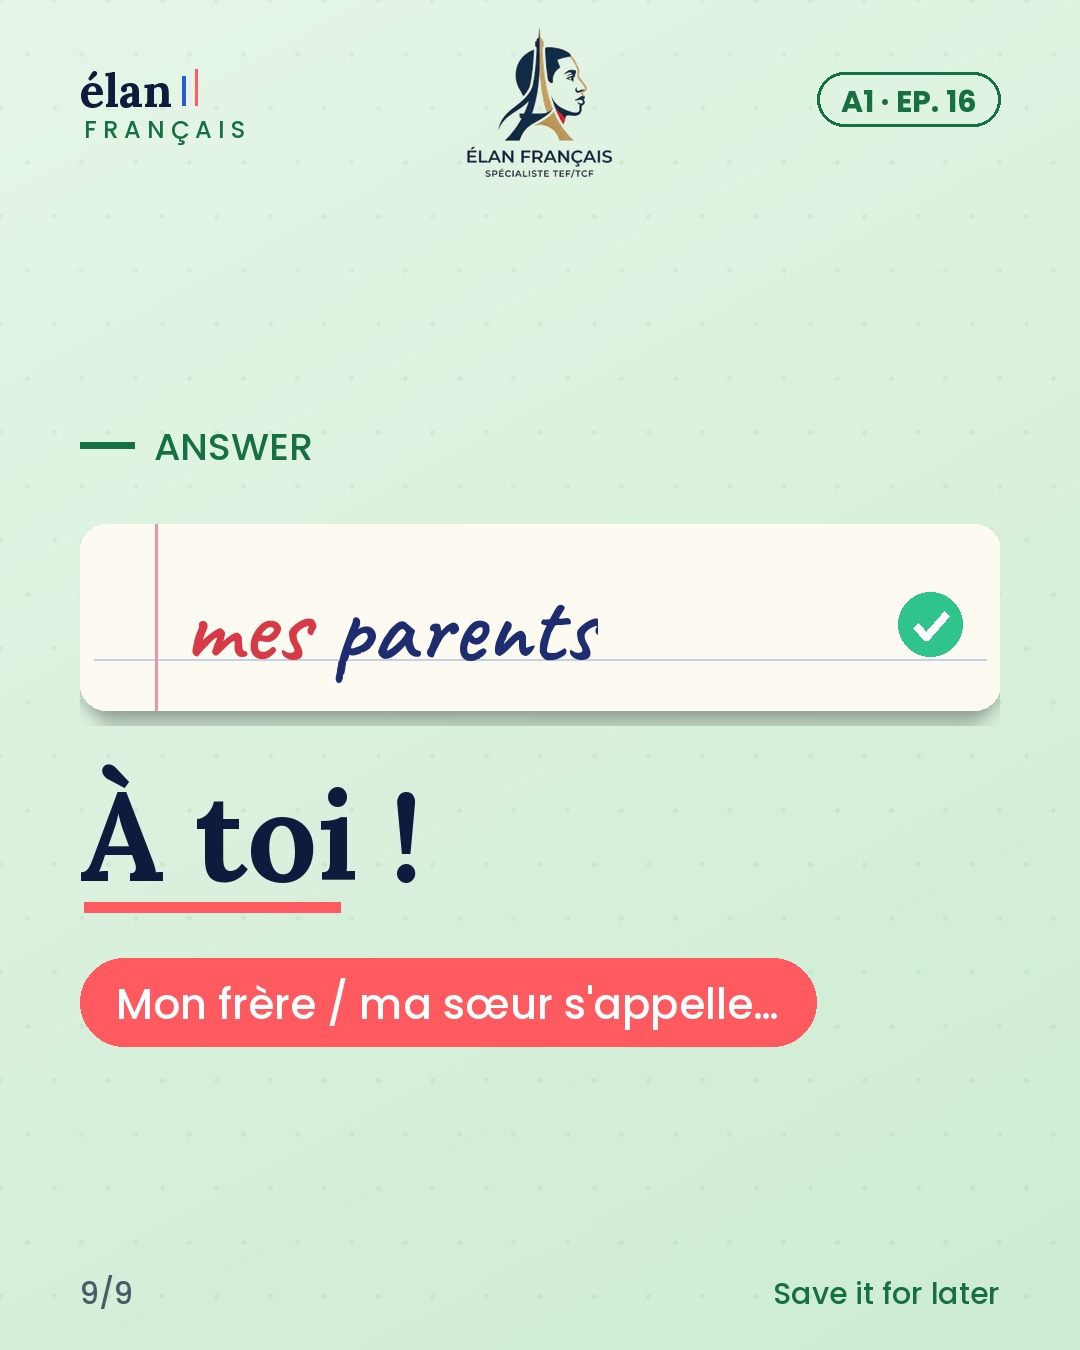 élan
FRANÇAIS
ÉLAN FRANÇAIS
SPÉCIALISTE TEF/TCF
A1 · EP. 16
ANSWER
mes parents
À toi !
Mon frère / ma sœur s'appelle...
9/9
Save it for later